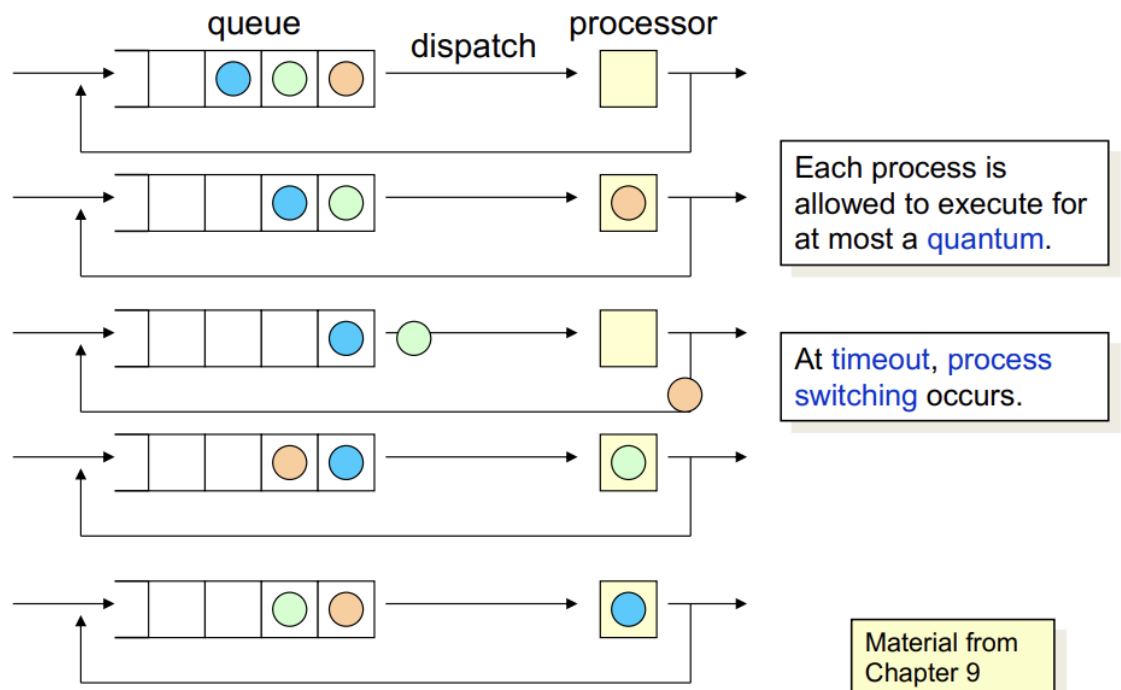 queue
dispatch
processor
Each process is
allowed to execute for
at most a quantum.
At timeout, process
switching occurs.
Material from
Chapter 9